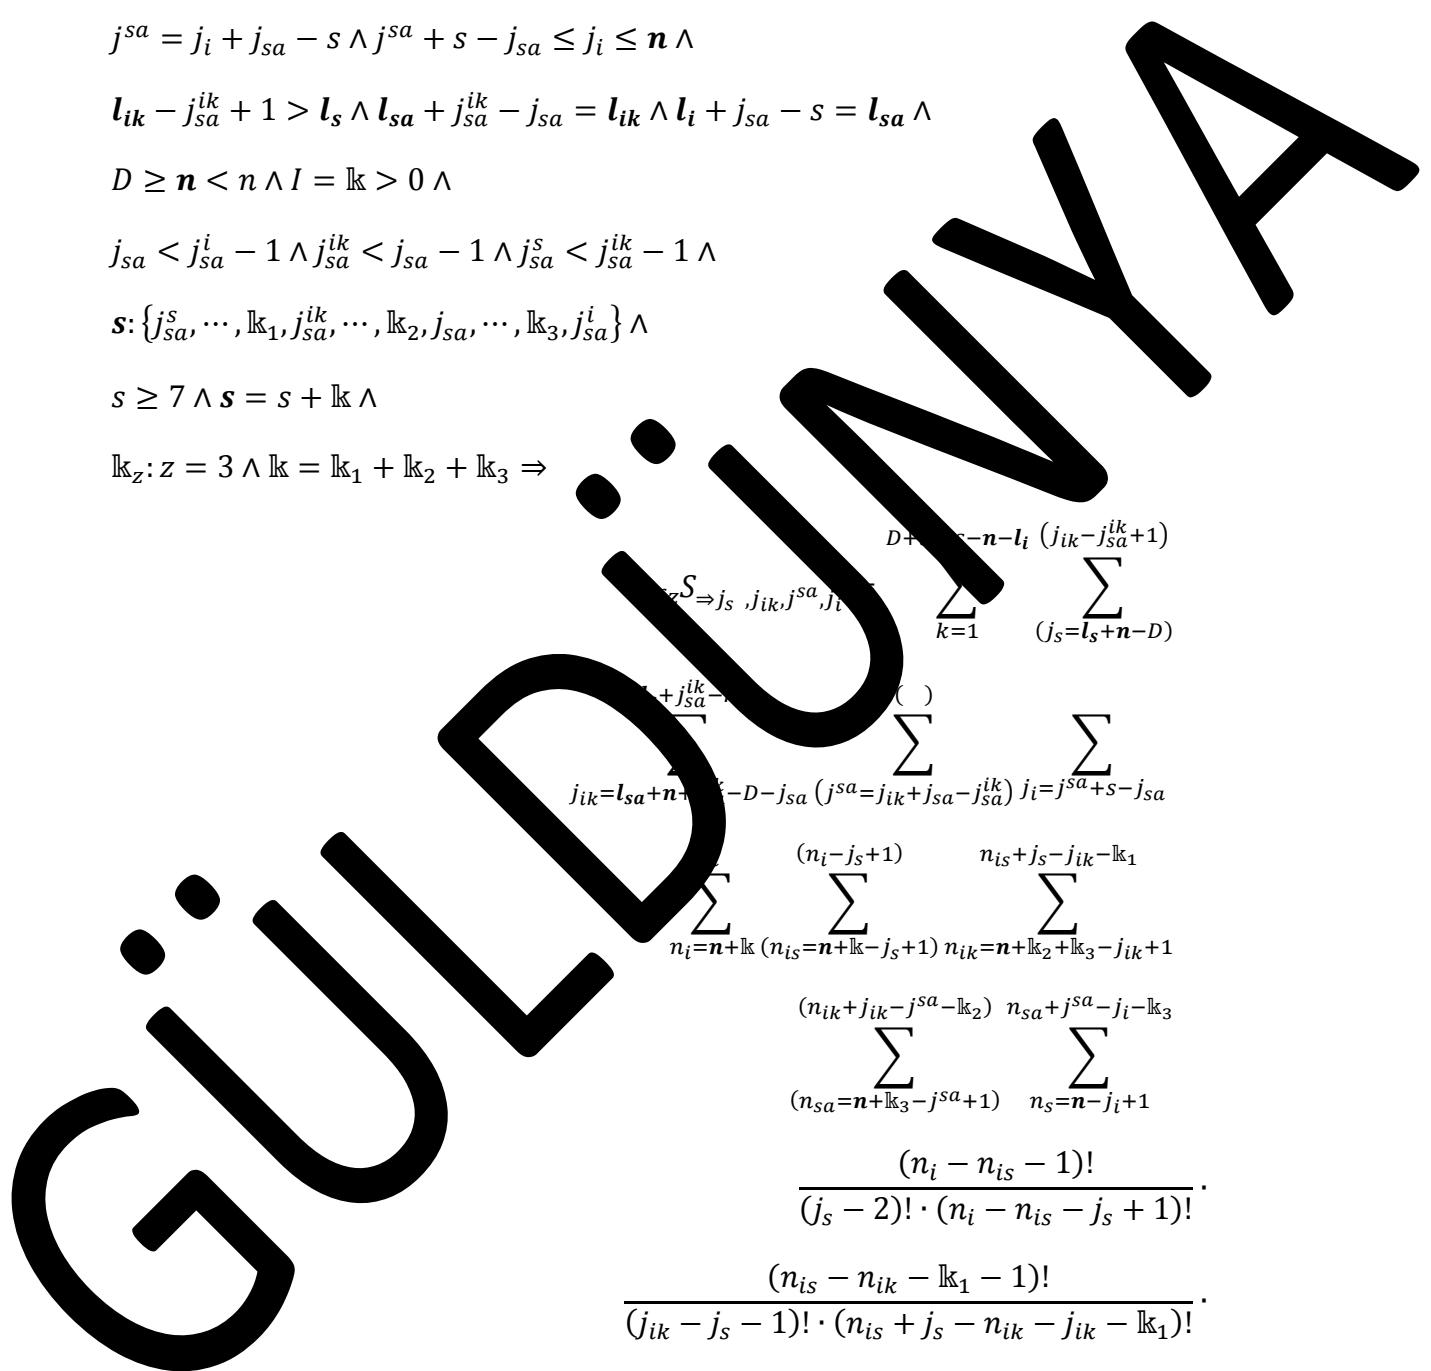 j^{sa} = j_i + j_{sa} − s ∧ j^{sa} + s − j_{sa} ≤ j_i ≤ n ∧
l_{ik} − j_{sa}^{ik} + 1 > l_s ∧ l_{sa} + j_{sa}^{ik} − j_{sa} = l_{ik} ∧ l_i + j_{sa} − s = l_{sa} ∧
D ≥ n < n ∧ I = 𝕜 > 0 ∧
j_{sa} < j_{sa}^i − 1 ∧ j_{sa}^{ik} < j_{sa} − 1 ∧ j_{sa}^s < j_{sa}^{ik} − 1 ∧
s: {j_{sa}^s, ⋯, 𝕜_1, j_{sa}^{ik}, ⋯, 𝕜_2, j_{sa}, ⋯, 𝕜_3, j_{sa}^i} ∧
s ≥ 7 ∧ s = s + 𝕜 ∧
𝕜_z: z = 3 ∧ 𝕜 = 𝕜_1 + 𝕜_2 + 𝕜_3 ⇒
−n−l_i (j_{ik}−j_{sa}^{ik}+1)
S_{⇒j_s ,j_{ik},j^{sa},j_i} ∑ ∑
k=1 (j_s=l_s+n−D)
+j_{sa}^{ik}− ( )
∑ ∑ ∑
j_{ik}=l_{sa}+n+ −D−j_{sa} (j^{sa}=j_{ik}+j_{sa}−j_{sa}^{ik}) j_i=j^{sa}+s−j_{sa}
(n_i−j_s+1) n_{is}+j_s−j_{ik}−𝕜_1
∑ ∑ ∑
n_i=n+𝕜 (n_{is}=n+𝕜−j_s+1) n_{ik}=n+𝕜_2+𝕜_3−j_{ik}+1
(n_{ik}+j_{ik}−j^{sa}−𝕜_2) n_{sa}+j^{sa}−j_i−𝕜_3
∑ ∑
(n_{sa}=n+𝕜_3−j^{sa}+1) n_s=n−j_i+1
(n_i − n_{is} − 1)!
(j_s − 2)! · (n_i − n_{is} − j_s + 1)! ·
(n_{is} − n_{ik} − 𝕜_1 − 1)!
(j_{ik} − j_s − 1)! · (n_{is} + j_s − n_{ik} − j_{ik} − 𝕜_1)! ·
GÜLDÜNYA